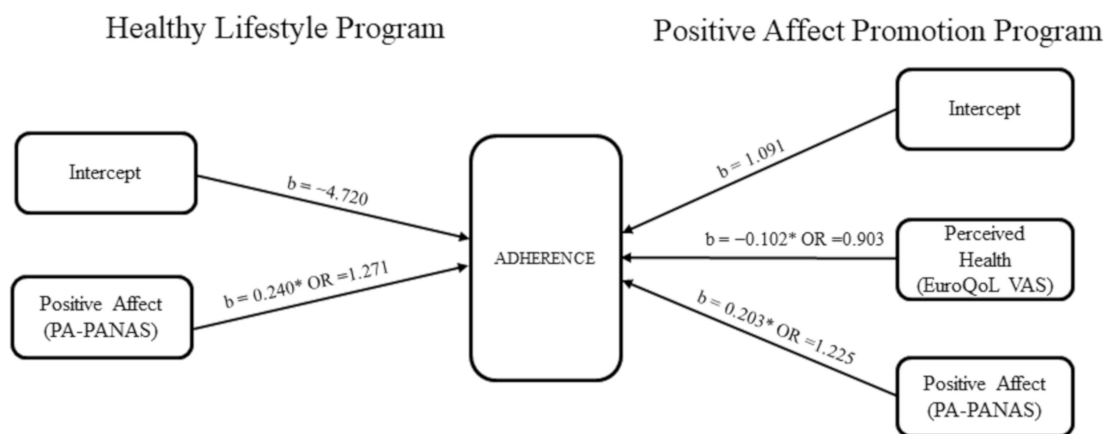 Healthy Lifestyle Program
Positive Affect Promotion Program
Intercept
b = −4.720
Positive Affect
(PA-PANAS)
b = 0.240* OR =1.271
ADHERENCE
Intercept
b = 1.091
b = −0.102* OR =0.903
Perceived
Health
(EuroQoL VAS)
b = 0.203* OR =1.225
Positive Affect
(PA-PANAS)